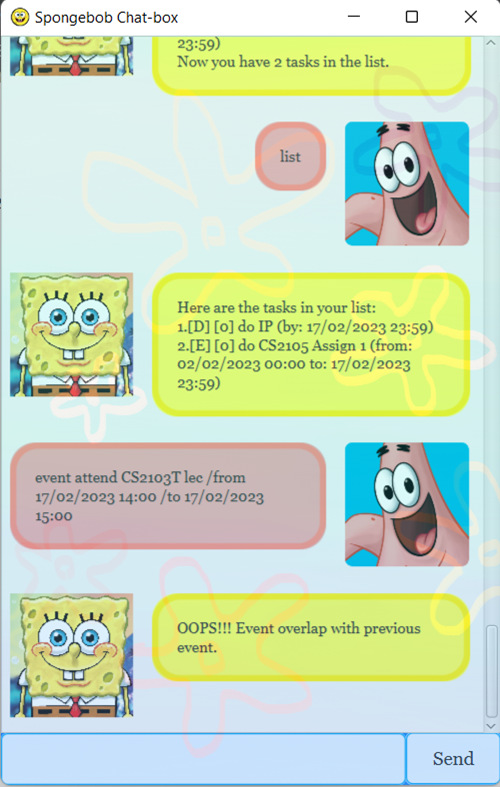 Spongebob Chat-box
23:59)
Now you have 2 tasks in the list.
list
Here are the tasks in your list:
1.[D] [0] do IP (by: 17/02/2023 23:59)
2.[E] [0] do CS2105 Assign 1 (from:
02/02/2023 00:00 to: 17/02/2023
23:59)
event attend CS2103T lec /from
17/02/2023 14:00 /to 17/02/2023
15:00
OOPS!!! Event overlap with previous
event.
Send